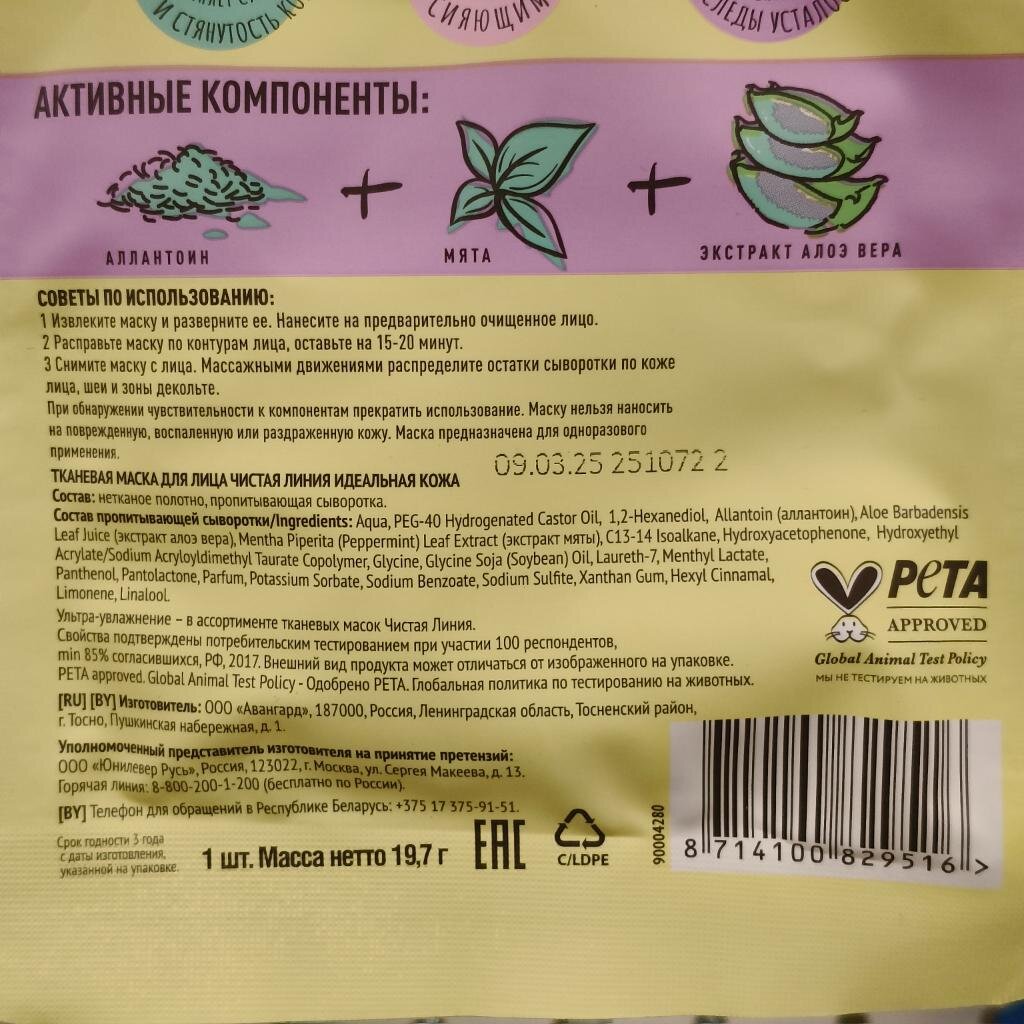 И СТЯНУТОСТЬ
СИЯЮЩИМ
СЛЕДЫ УСТАЛО
АКТИВНЫЕ КОМПОНЕНТЫ:
+
+
АЛЛАНТОИН
МЯТА
ЭКСТРАКТ АЛОЭ ВЕРА
СОВЕТЫ ПО ИСПОЛЬЗОВАНИЮ:
1 Извлеките маску и разверните ее. Нанесите на предварительно очищенное лицо.
2 Расправьте маску по контурам лица, оставьте на 15-20 минут.
3 Снимите маску с лица. Массажными движениями распределите остатки сыворотки по коже
лица, шеи и зоны декольте.
При обнаружении чувствительности к компонентам прекратить использование. Маску нельзя наносить
на поврежденную, воспаленную или раздраженную кожу. Маска предназначена для одноразового
применения.
09.03.25 251072 2
ТКАНЕВАЯ МАСКА ДЛЯ ЛИЦА ЧИСТАЯ ЛИНИЯ ИДЕАЛЬНАЯ КОЖА
Состав: нетканое полотно, пропитывающая сыворотка.
Состав пропитывающей сыворотки/Ingredients: Aqua, PEG-40 Hydrogenated Castor Oil, 1,2-Hexanediol, Allantoin (аллантоин), Aloe Barbadensis
Leaf Juice (экстракт алоэ вера), Mentha Piperita (Peppermint) Leaf Extract (экстракт мяты), C13-14 Isoalkane, Hydroxyacetophenone, Hydroxyethyl
Acrylate/Sodium Acryloyldimethyl Taurate Copolymer, Glycine, Glycine Soja (Soybean) Oil, Laureth-7, Menthyl Lactate,
Panthenol, Pantolactone, Parfum, Potassium Sorbate, Sodium Benzoate, Sodium Sulfite, Xanthan Gum, Hexyl Cinnamal,
Limonene, Linalool.
PETA
APPROVED
Global Animal Test Policy
МЫ НЕ ТЕСТИРУЕМ НА ЖИВОТНЫХ
Ультра-увлажнение – в ассортименте тканевых масок Чистая Линия.
Свойства подтверждены потребительским тестированием при участии 100 респондентов,
min 85% согласившихся, РФ, 2017. Внешний вид продукта может отличаться от изображенного на упаковке.
PETA approved. Global Animal Test Policy - Одобрено PETA. Глобальная политика по тестированию на животных.
[RU] [BY] Изготовитель: ООО «Авангард», 187000, Россия, Ленинградская область, Тосненский район,
г. Тосно, Пушкинская набережная, д. 1.
Уполномоченный представитель изготовителя на принятие претензий:
ООО «Юнилевер Русь», Россия, 123022, г. Москва, ул. Сергея Макеева, д. 13.
Горячая линия: 8-800-200-1-200 (бесплатно по России).
[BY] Телефон для обращений в Республике Беларусь: +375 17 375-91-51.
Срок годности 3 года
с даты изготовления,
указанной на упаковке.
1 шт. Масса нетто 19,7 г
EAC
C/LDPE
90004280
8 714100 829516 >